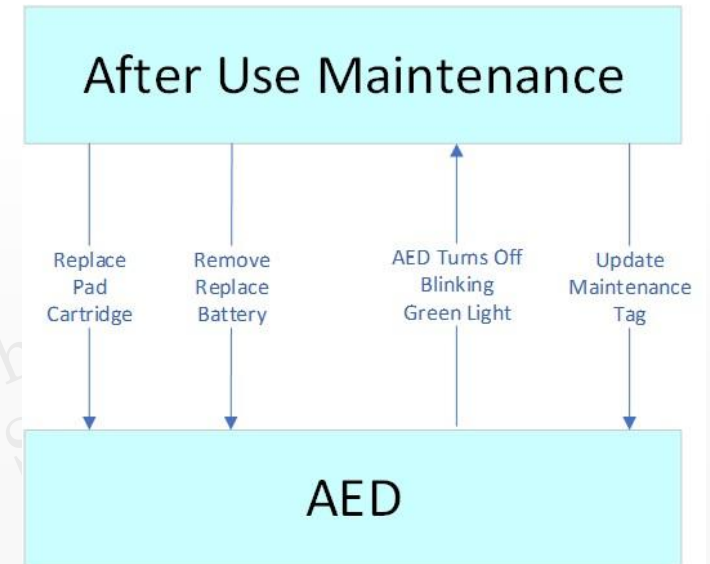 After Use Maintenance
Replace
Pad
Cartridge
Remove
Replace
Battery
AED Turns Off
Blinking
Green Light
Update
Maintenance
Tag
AED